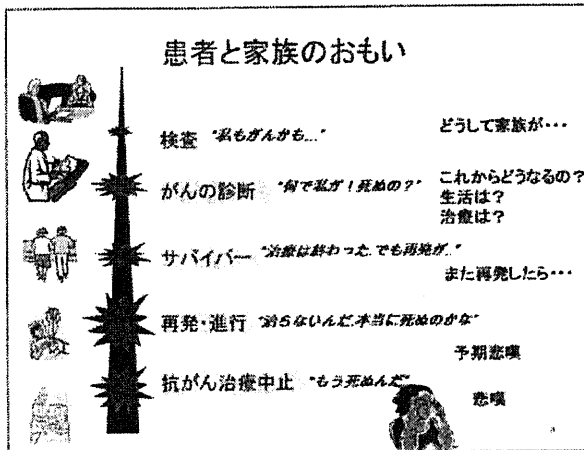 患者と家族のおもい
検査 “私もがんかも...”
どうして家族が・・・
がんの診断 “何で私が！死ぬの？”
これからどうなるの？
生活は？
治療は？
サバイバー “治療は終わった.でも再発が..”
また再発したら・・・
再発・進行 “治らないんだ.本当に死ぬのかな”
予期悲嘆
抗がん治療中止 “もう死ぬんだ”
悲嘆